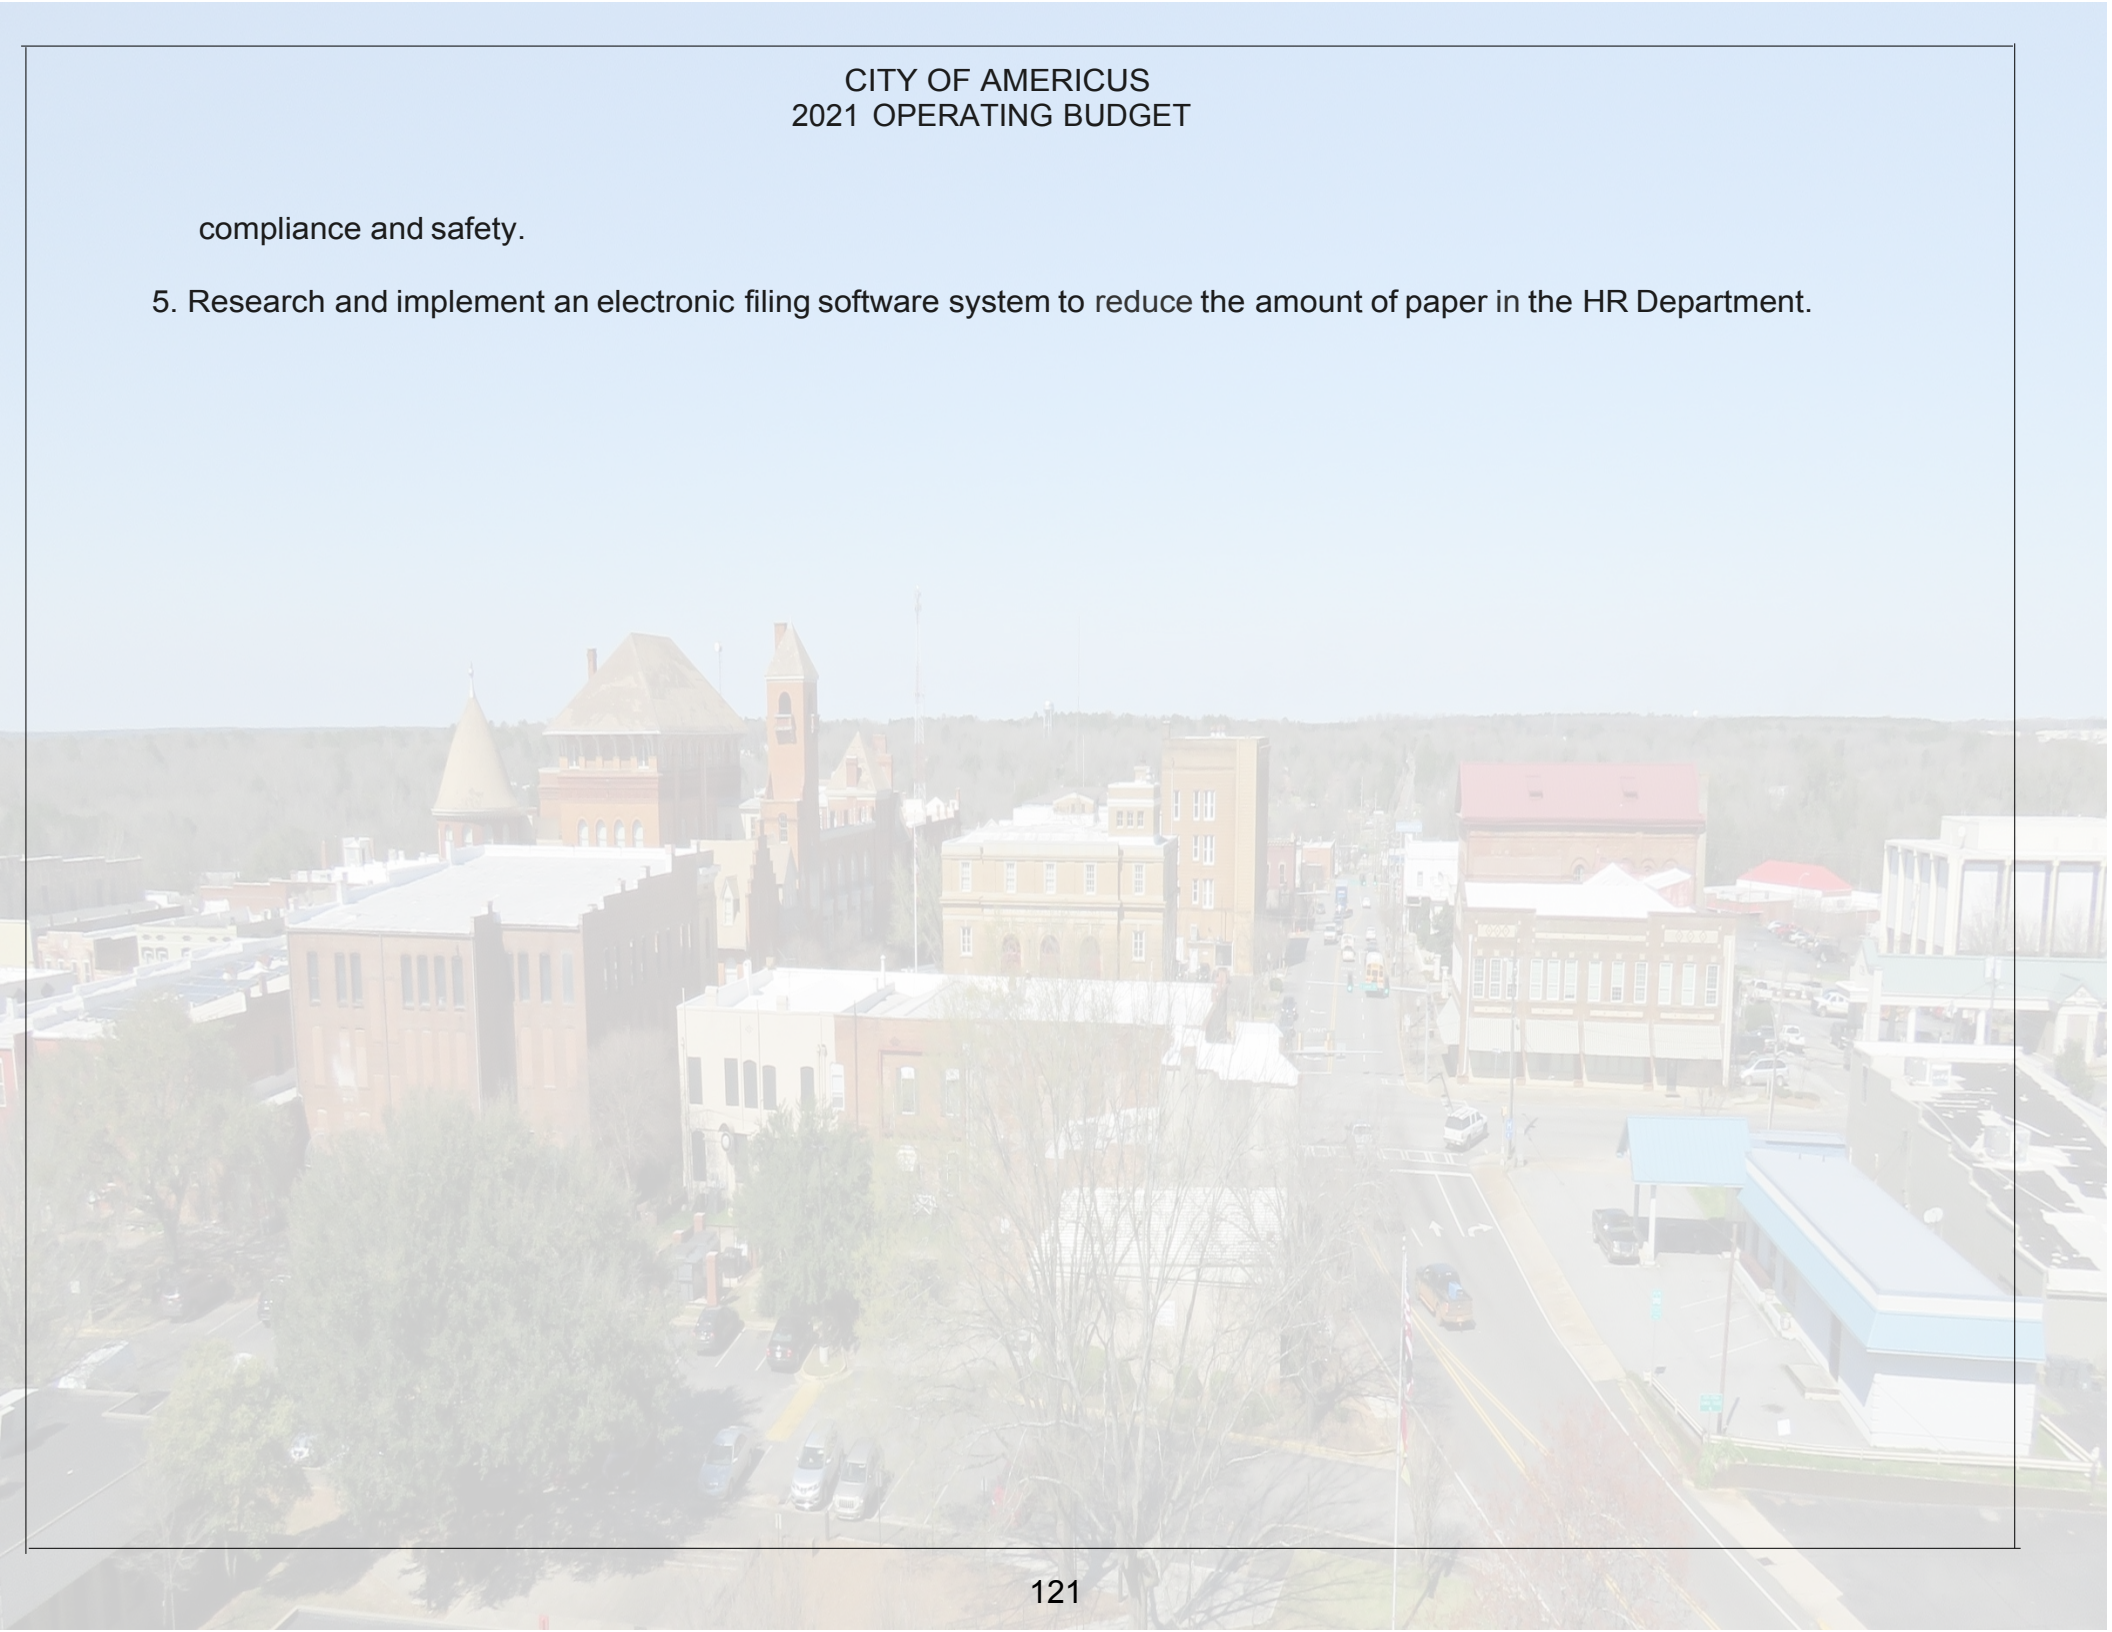 CITY OF AMERICUS
2021 OPERATING BUDGET
compliance and safety.
5. Research and implement an electronic filing software system to reduce the amount of paper in the HR Department.
121